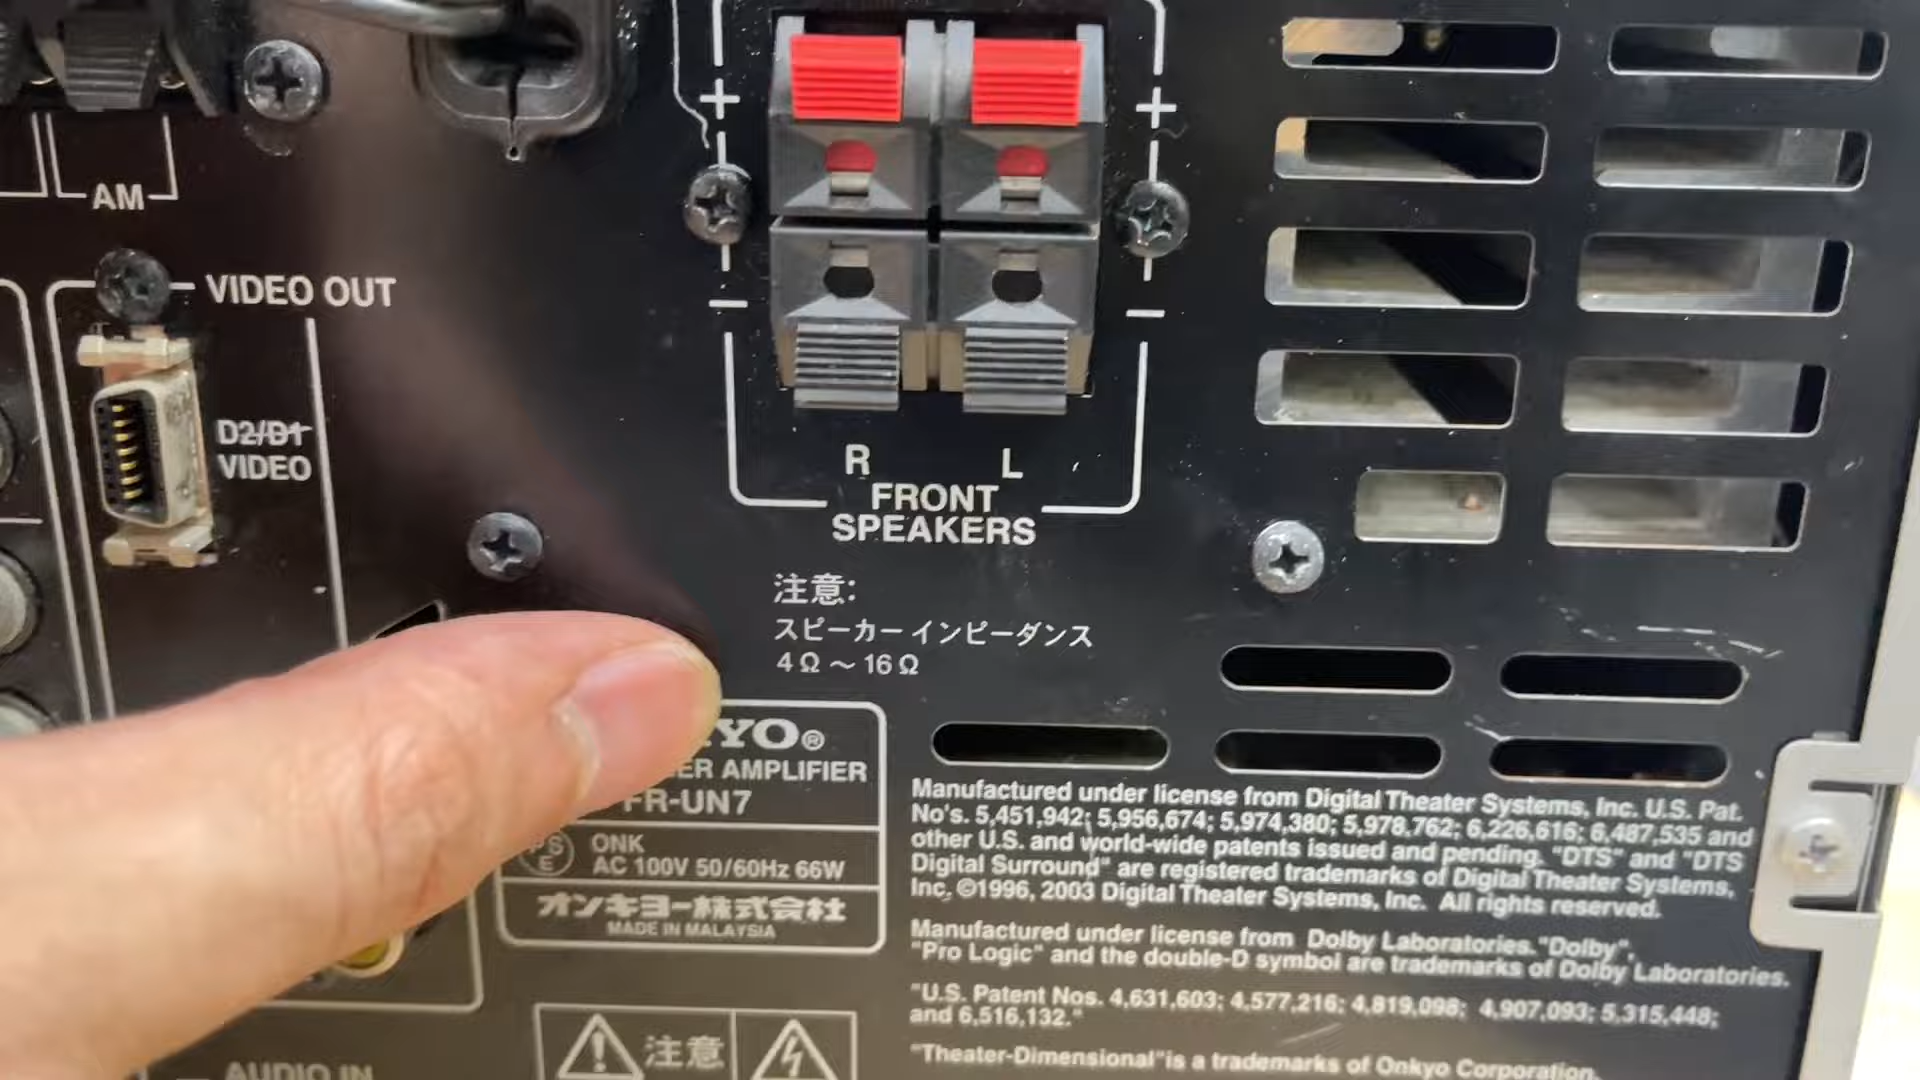 AM
VIDEO OUT
D2/D1
VIDEO
+
+
−
−
R
L
FRONT
SPEAKERS
注意:
スピーカー インピーダンス
4Ω～16Ω
AMPLIFIER
FR-UN7
PSE
ONK
AC 100V 50/60Hz 66W
オンキヨー株式会社
MADE IN MALAYSIA
注意
AUDIO IN
Manufactured under license from Digital Theater Systems, Inc. U.S. Pat.
No's. 5,451,942; 5,956,674; 5,974,380; 5,978,762; 6,226,616; 6,487,535 and
other U.S. and world-wide patents issued and pending. "DTS" and "DTS
Digital Surround" are registered trademarks of Digital Theater Systems,
Inc. ©1996, 2003 Digital Theater Systems, Inc. All rights reserved.
Manufactured under license from Dolby Laboratories. "Dolby",
"Pro Logic" and the double-D symbol are trademarks of Dolby Laboratories.
"U.S. Patent Nos. 4,631,603; 4,577,216; 4,819,098; 4,907,093; 5,315,448;
and 6,516,132."
"Theater-Dimensional" is a trademarks of Onkyo Corporation.